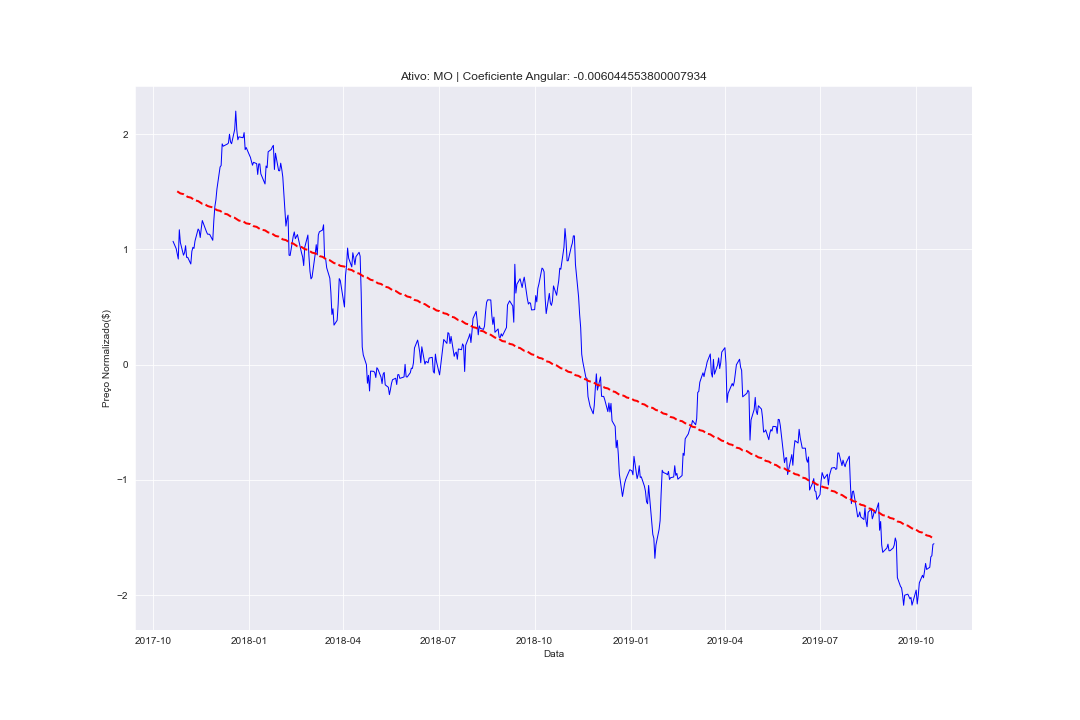 Ativo: MO | Coeficiente Angular: -0.006044553800007934
Preço Normalizado($)
2
1
0
−1
−2
2017-10 2018-01 2018-04 2018-07 2018-10 2019-01 2019-04 2019-07 2019-10
Data